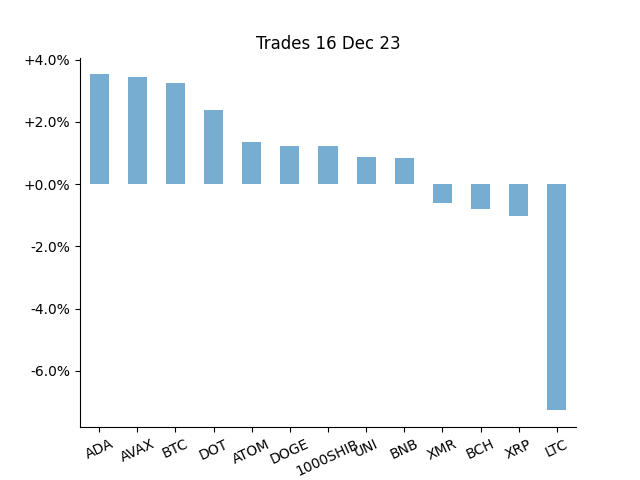 Trades 16 Dec 23
+4.0%
+2.0%
+0.0%
-2.0%
-4.0%
-6.0%
ADA
AVAX
BTC
DOT
ATOM
DOGE
1000SHIB
UNI
BNB
XMR
BCH
XRP
LTC